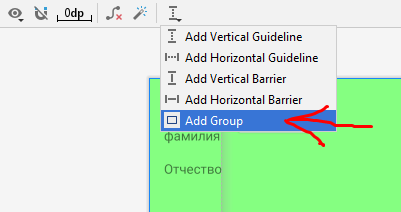 0dp
Add Vertical Guideline
Add Horizontal Guideline
Add Vertical Barrier
Add Horizontal Barrier
Add Group
фамилия
Отчество